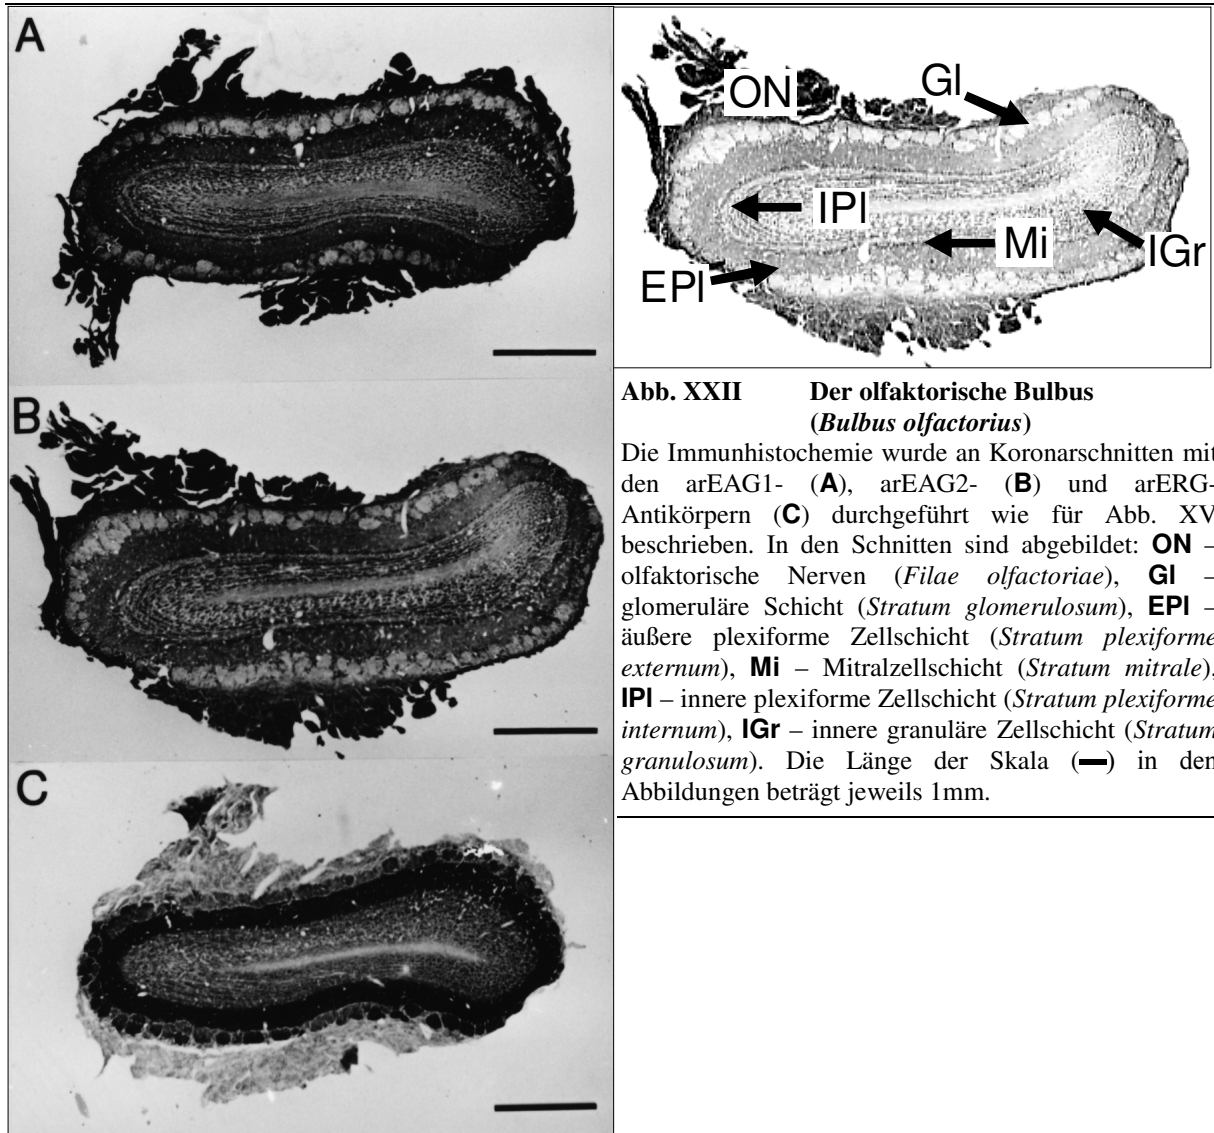 A
B
C
ON
Gl
IPl
Mi
IGr
EPl
Abb. XXII Der olfaktorische Bulbus
(Bulbus olfactorius)
Die Immunhistochemie wurde an Koronarschnitten mit
den arEAG1- (A), arEAG2- (B) und arERG-
Antikörpern (C) durchgeführt wie für Abb. XV
beschrieben. In den Schnitten sind abgebildet: ON –
olfaktorische Nerven (Filae olfactoriae), Gl –
glomeruläre Schicht (Stratum glomerulosum), EPl –
äußere plexiforme Zellschicht (Stratum plexiforme
externum), Mi – Mitralzellschicht (Stratum mitrale),
IPl – innere plexiforme Zellschicht (Stratum plexiforme
internum), IGr – innere granuläre Zellschicht (Stratum
granulosum). Die Länge der Skala (━) in den
Abbildungen beträgt jeweils 1mm.